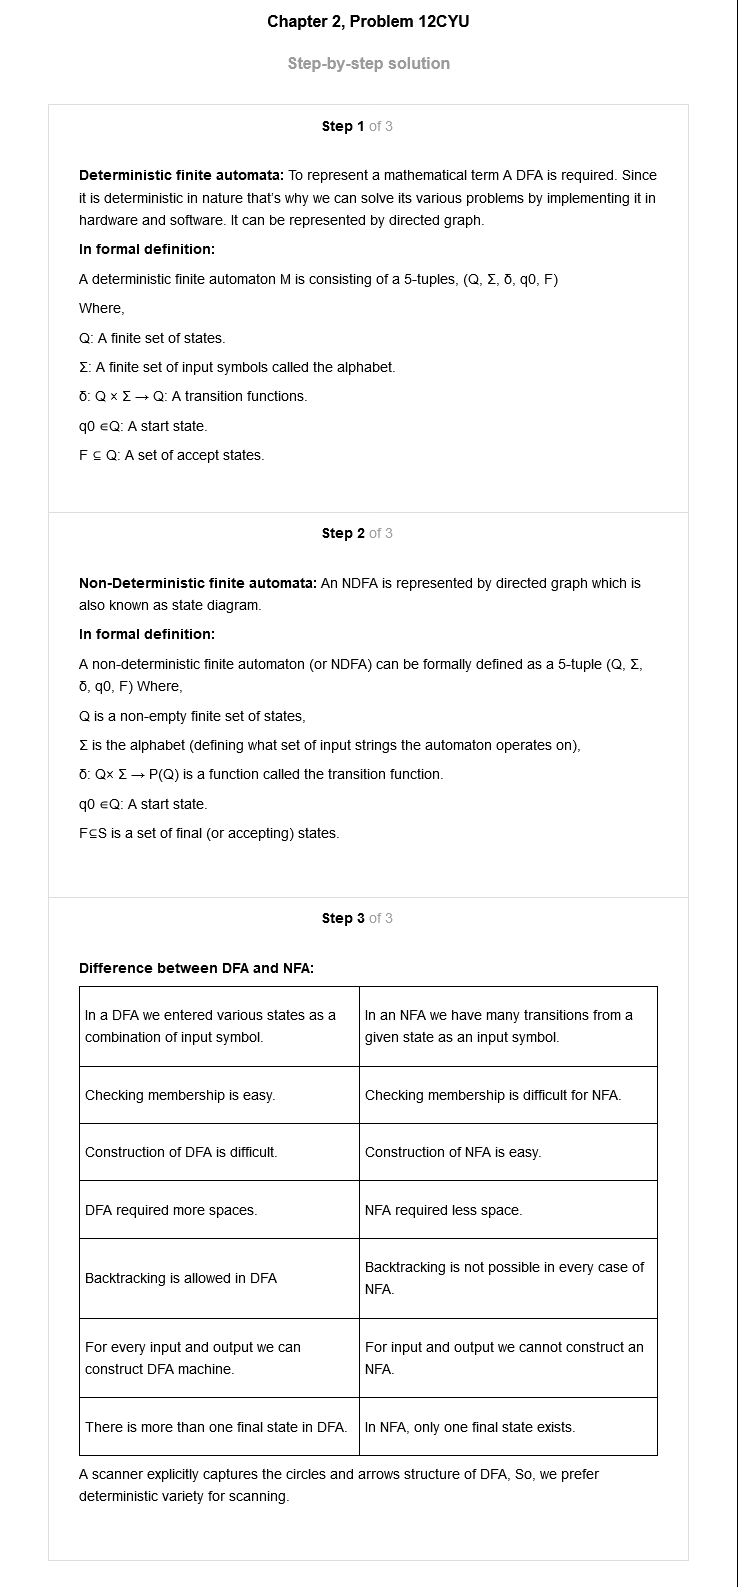 Chapter 2, Problem 12CYU
Step-by-step solution
Step 1 of 3
Deterministic finite automata: To represent a mathematical term A DFA is required. Since
it is deterministic in nature that's why we can solve its various problems by implementing it in
hardware and software. It can be represented by directed graph.
In formal definition:
A deterministic finite automaton M is consisting of a 5-tuples, (Q, Σ, δ, q0, F)
Where,
Q: A finite set of states.
Σ: A finite set of input symbols called the alphabet.
δ: Q × Σ → Q: A transition functions.
q0 ∊Q: A start state.
F ⊆ Q: A set of accept states.
Step 2 of 3
Non-Deterministic finite automata: An NDFA is represented by directed graph which is
also known as state diagram.
In formal definition:
A non-deterministic finite automaton (or NDFA) can be formally defined as a 5-tuple (Q, Σ,
δ, q0, F) Where,
Q is a non-empty finite set of states,
Σ is the alphabet (defining what set of input strings the automaton operates on),
δ: Q× Σ → P(Q) is a function called the transition function.
q0 ∊Q: A start state.
F⊆S is a set of final (or accepting) states.
Step 3 of 3
Difference between DFA and NFA:
In a DFA we entered various states as a
combination of input symbol.
In an NFA we have many transitions from a
given state as an input symbol.
Checking membership is easy.
Checking membership is difficult for NFA.
Construction of DFA is difficult.
Construction of NFA is easy.
DFA required more spaces.
NFA required less space.
Backtracking is allowed in DFA
Backtracking is not possible in every case of
NFA.
For every input and output we can
construct DFA machine.
For input and output we cannot construct an
NFA.
There is more than one final state in DFA.
In NFA, only one final state exists.
A scanner explicitly captures the circles and arrows structure of DFA, So, we prefer
deterministic variety for scanning.